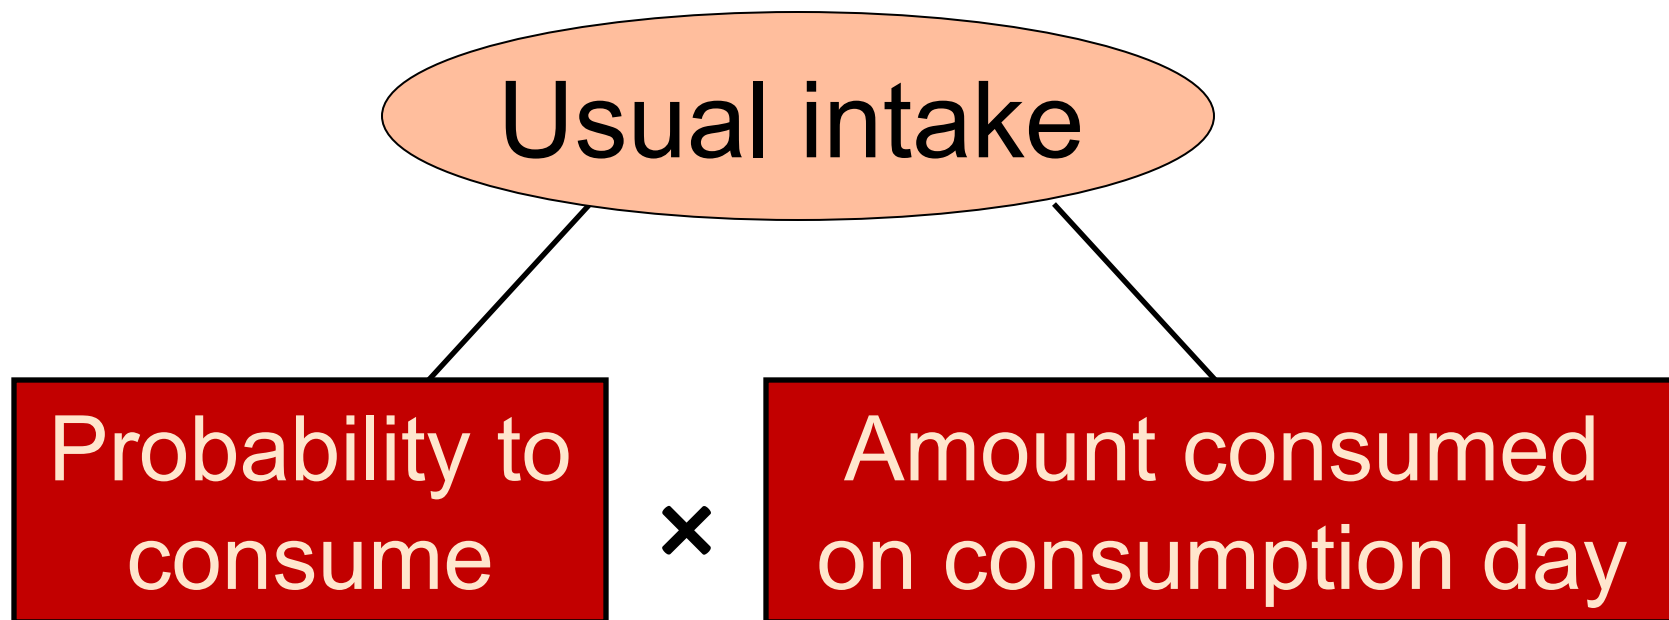 Usual intake
Probability to
consume
×
Amount consumed
on consumption day